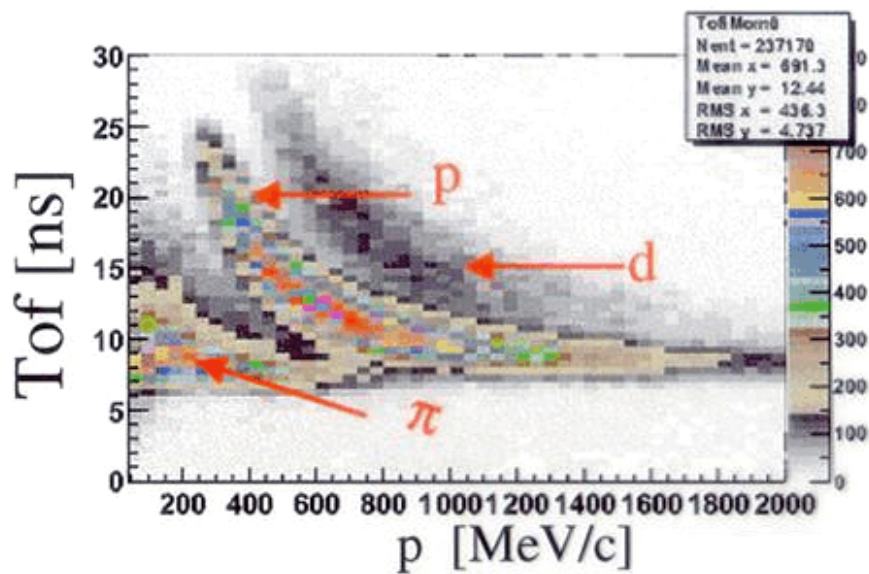 Tof Mom0
Nent = 237170
Mean x = 691.3
Mean y = 12.44
RMS x = 436.3
RMS y = 4.737
30
25
20
15
10
5
0
Tof [ns]
p
d
π
700
600
500
400
300
200
100
0
200 400 600 800 1000 1200 1400 1600 1800 2000
p [MeV/c]